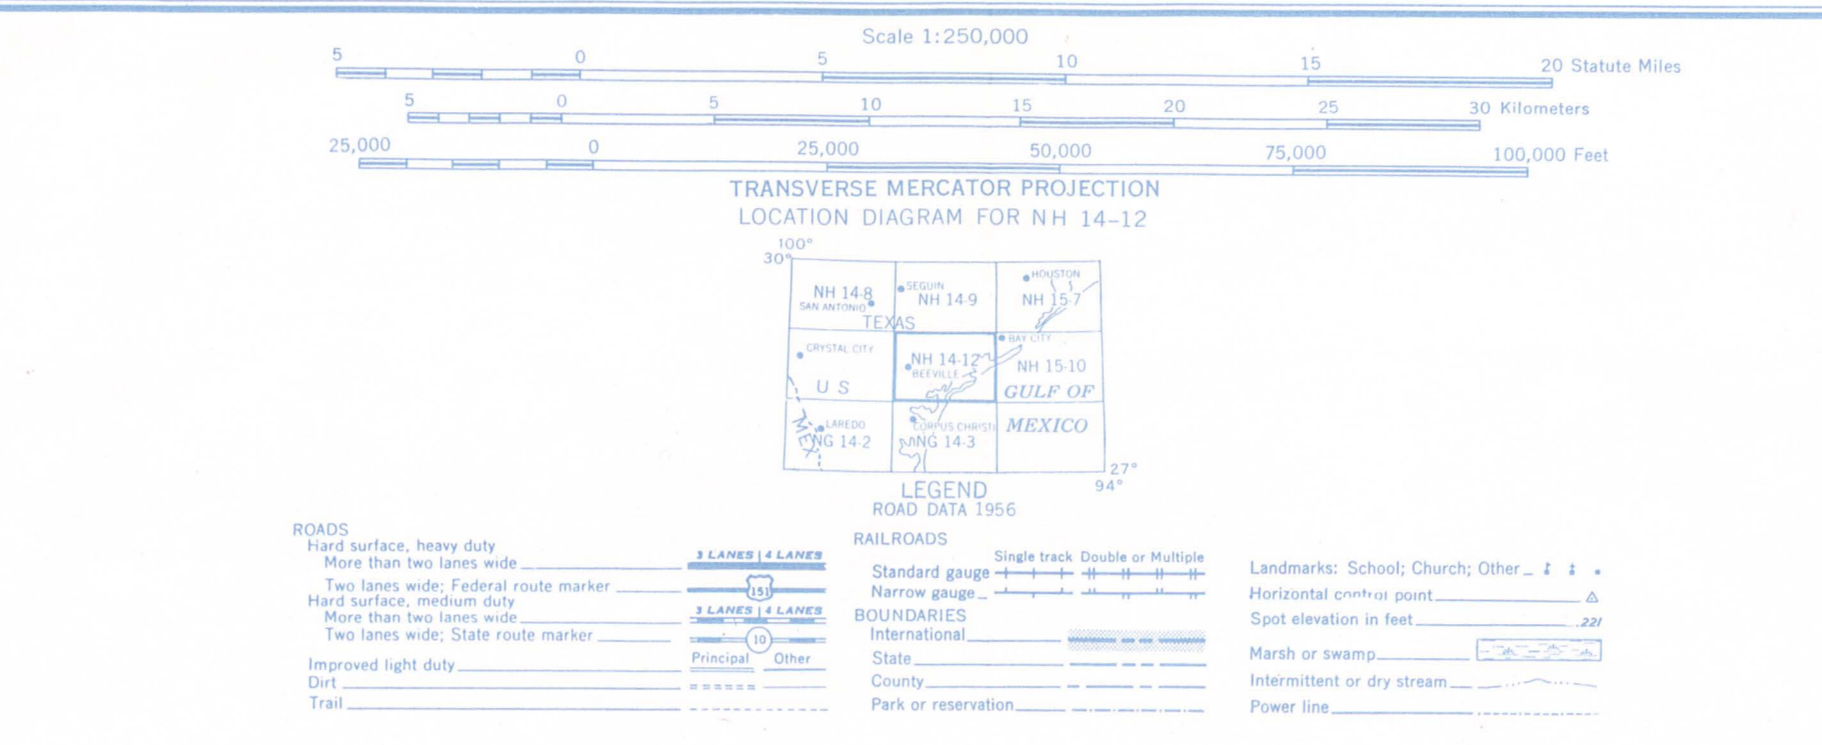 Scale 1:250,000
5 0 5 10 15 20 Statute Miles
5 0 5 10 15 20 25 30 Kilometers
25,000 0 25,000 50,000 75,000 100,000 Feet
TRANSVERSE MERCATOR PROJECTION
LOCATION DIAGRAM FOR NH 14-12
100°
30°
NH 14-8
SAN ANTONIO
SEGUIN
NH 14-9
HOUSTON
NH 15-7
TEXAS
CRYSTAL CITY
U S
NH 14-12
BEEVILLE
BAY CITY
NH 15-10
GULF OF
MEXICO
MEX
LAREDO
NG 14-2
CORPUS CHRISTI
NG 14-3
27°
94°
LEGEND
ROAD DATA 1956
ROADS
Hard surface, heavy duty
More than two lanes wide 3 LANES | 4 LANES
Two lanes wide; Federal route marker 151
Hard surface, medium duty
More than two lanes wide 3 LANES | 4 LANES
Two lanes wide; State route marker 10
Principal Other
Improved light duty
Dirt
Trail
RAILROADS
Single track Double or Multiple
Standard gauge
Narrow gauge
BOUNDARIES
International
State
County
Park or reservation
Landmarks: School; Church; Other
Horizontal control point
Spot elevation in feet .221
Marsh or swamp
Intermittent or dry stream
Power line